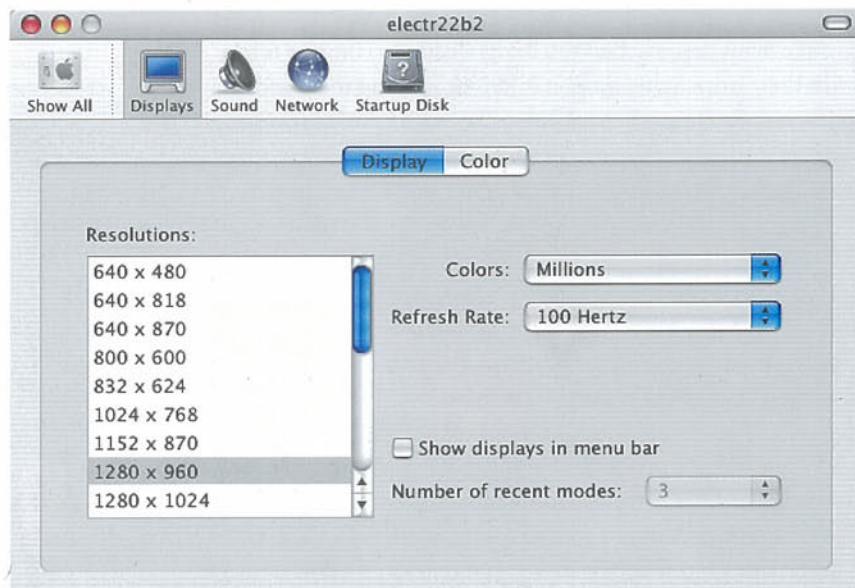 electr22b2
Show All
Displays
Sound
Network
Startup Disk
Display
Color
Resolutions:
640 x 480
640 x 818
640 x 870
800 x 600
832 x 624
1024 x 768
1152 x 870
1280 x 960
1280 x 1024
Colors:
Millions
Refresh Rate:
100 Hertz
Show displays in menu bar
Number of recent modes:
3